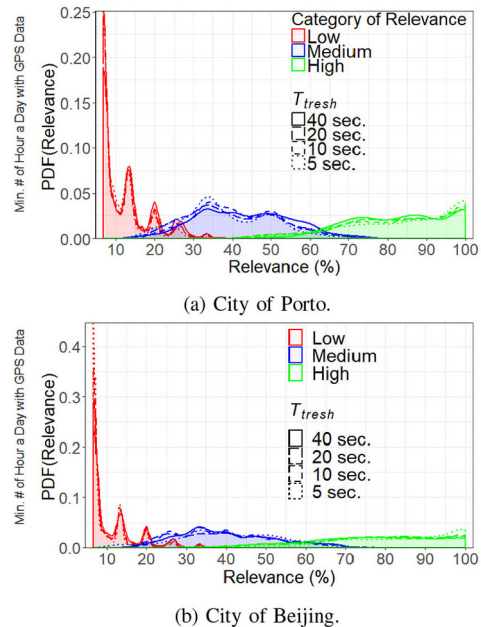 Min. # of Hour a Day with GPS Data
PDF(Relevance)
0.25
0.20
0.15
0.10
0.05
0.00
Category of Relevance
Low
Medium
High
Ttresh
40 sec.
20 sec.
10 sec.
5 sec.
10 20 30 40 50 60 70 80 90 100
Relevance (%)
(a) City of Porto.
Min. # of Hour a Day with GPS Data
PDF(Relevance)
0.4
0.3
0.2
0.1
0.0
Low
Medium
High
Ttresh
40 sec.
20 sec.
10 sec.
5 sec.
10 20 30 40 50 60 70 80 90 100
Relevance (%)
(b) City of Beijing.